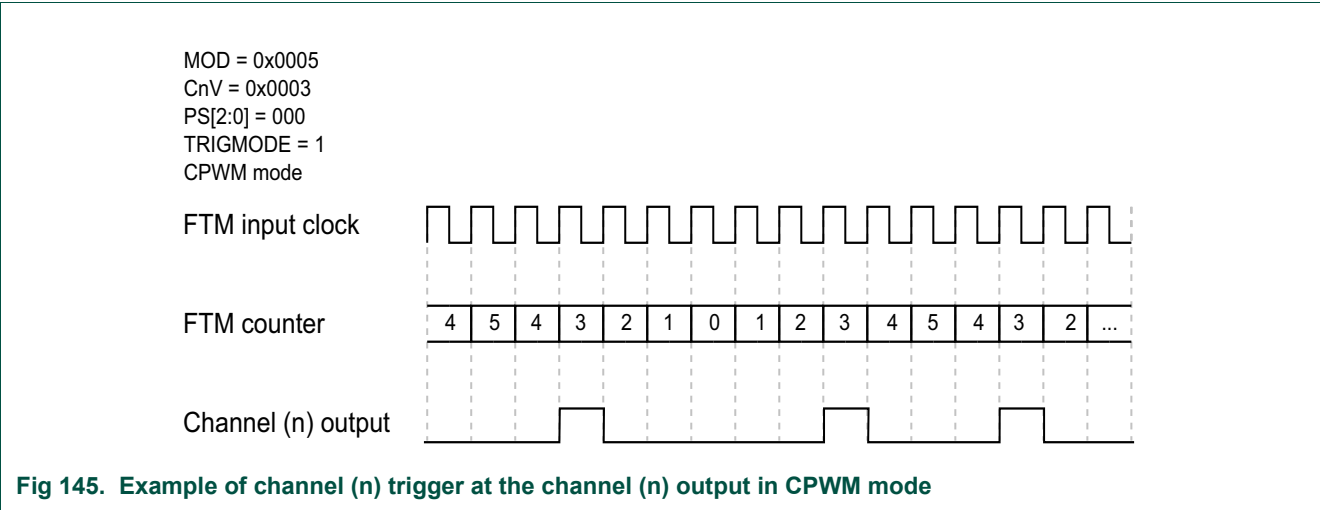 MOD = 0x0005
CnV = 0x0003
PS[2:0] = 000
TRIGMODE = 1
CPWM mode
FTM input clock
FTM counter
4 5 4 3 2 1 0 1 2 3 4 5 4 3 2 ...
Channel (n) output
Fig 145. Example of channel (n) trigger at the channel (n) output in CPWM mode